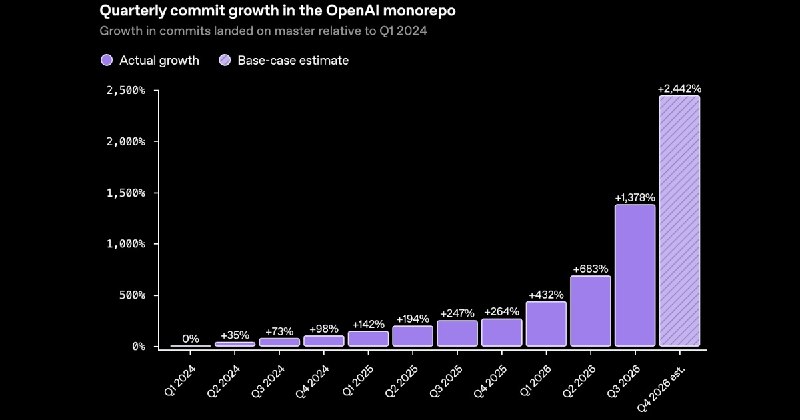 Quarterly commit growth in the OpenAI monorepo
Growth in commits landed on master relative to Q1 2024
Actual growth
Base-case estimate
2,500%
2,000%
1,500%
1,000%
500%
0%
0%
+35%
+73%
+98%
+142%
+194%
+247%
+264%
+432%
+683%
+1,378%
+2,442%
Q1 2024
Q2 2024
Q3 2024
Q4 2024
Q1 2025
Q2 2025
Q3 2025
Q4 2025
Q1 2026
Q2 2026
Q3 2026
Q4 2026 est.